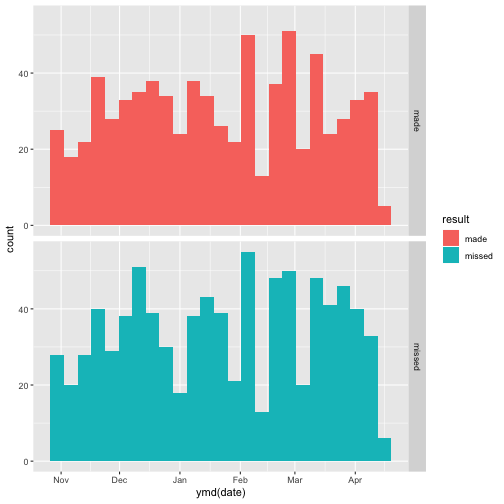 count
40
20
0
made
40
20
0
missed
Nov
Dec
Jan
Feb
Mar
Apr
ymd(date)
result
made
missed